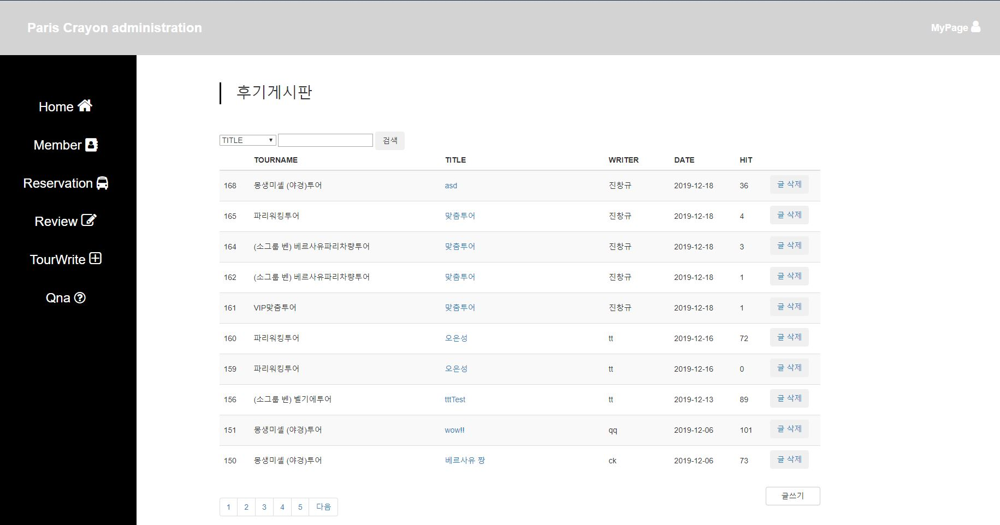 Paris Crayon administration
MyPage
Home
Member
Reservation
Review
TourWrite
Qna
후기게시판
TITLE 검색
TOURNAME TITLE WRITER DATE HIT
168 몽생미셸 (야경)투어 asd 진창규 2019-12-18 36 글 삭제
165 파리워킹투어 맞춤투어 진창규 2019-12-18 4 글 삭제
164 (소그룹 벤) 베르사유파리차량투어 맞춤투어 진창규 2019-12-18 3 글 삭제
162 (소그룹 벤) 베르사유파리차량투어 맞춤투어 진창규 2019-12-18 1 글 삭제
161 VIP맞춤투어 맞춤투어 진창규 2019-12-18 1 글 삭제
160 파리워킹투어 오은성 tt 2019-12-16 72 글 삭제
159 파리워킹투어 오은성 tt 2019-12-16 0 글 삭제
156 (소그룹 벤) 벨기에투어 tttTest tt 2019-12-13 89 글 삭제
151 몽생미셸 (야경)투어 wow!! qq 2019-12-06 101 글 삭제
150 몽생미셸 (야경)투어 베르사유 짱 ck 2019-12-06 73 글 삭제
글쓰기
1 2 3 4 5 다음